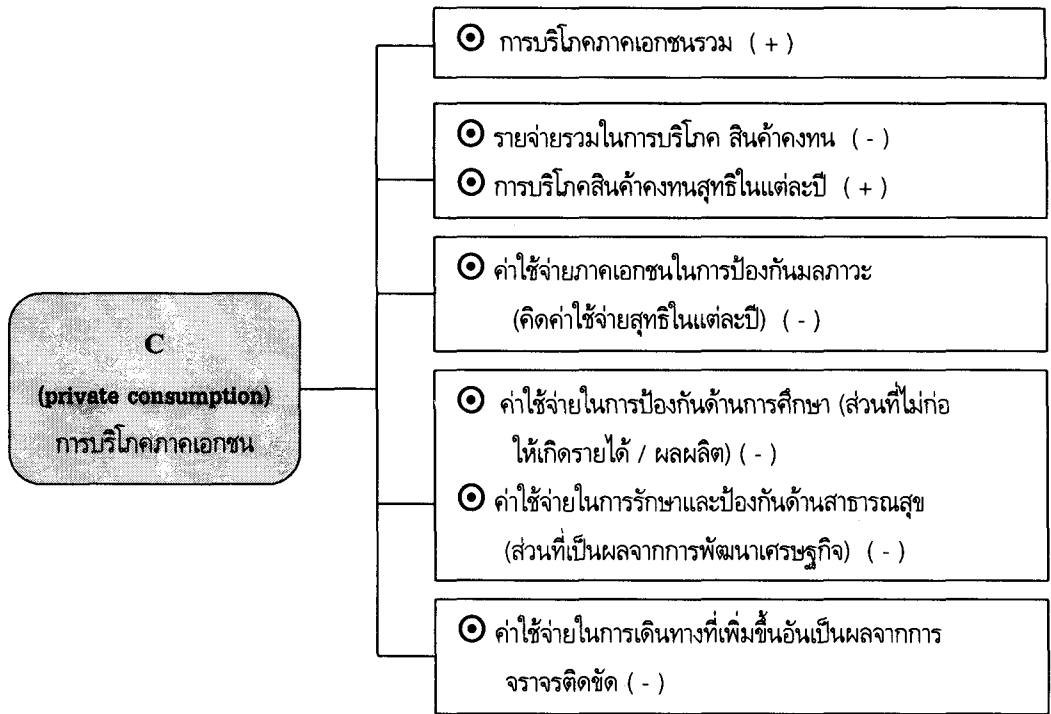 การบริโภคภาคเอกชนรวม ( + )
รายจ่ายรวมในการบริโภค สินค้าคงทน ( - )
การบริโภคสินค้าคงทนสุทธิในแต่ละปี ( + )
ค่าใช้จ่ายภาคเอกชนในการป้องกันมลภาวะ
(คิดค่าใช้จ่ายสุทธิในแต่ละปี) ( - )
C
(private consumption)
การบริโภคภาคเอกชน
ค่าใช้จ่ายในการป้องกันด้านการศึกษา (ส่วนที่ไม่ก่อ
ให้เกิดรายได้ / ผลผลิต) ( - )
ค่าใช้จ่ายในการรักษาและป้องกันด้านสาธารณสุข
(ส่วนที่เป็นผลจากการพัฒนาเศรษฐกิจ) ( - )
ค่าใช้จ่ายในการเดินทางที่เพิ่มขึ้นอันเป็นผลจากการ
จราจรติดขัด ( - )